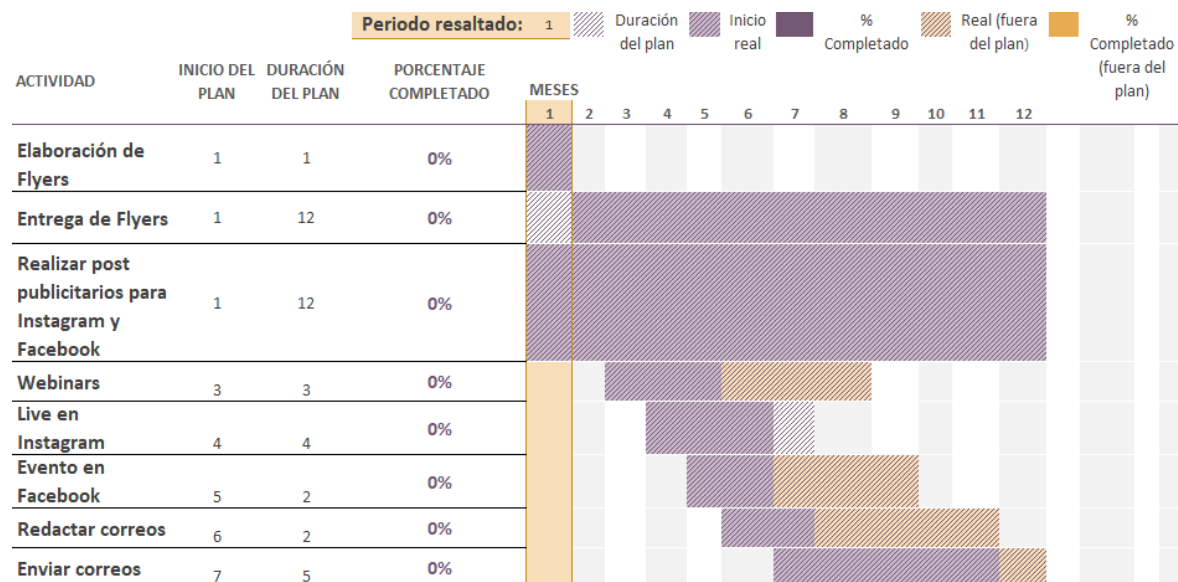 Periodo resaltado: 1 Duración del plan Inicio real % Completado Real (fuera del plan) % Completado (fuera del plan)
ACTIVIDAD INICIO DEL PLAN DURACIÓN DEL PLAN PORCENTAJE COMPLETADO MESES
1 2 3 4 5 6 7 8 9 10 11 12
Elaboración de Flyers 1 1 0%
Entrega de Flyers 1 12 0%
Realizar post publicitarios para Instagram y Facebook 1 12 0%
Webinars 3 3 0%
Live en Instagram 4 4 0%
Evento en Facebook 5 2 0%
Redactar correos 6 2 0%
Enviar correos 7 5 0%